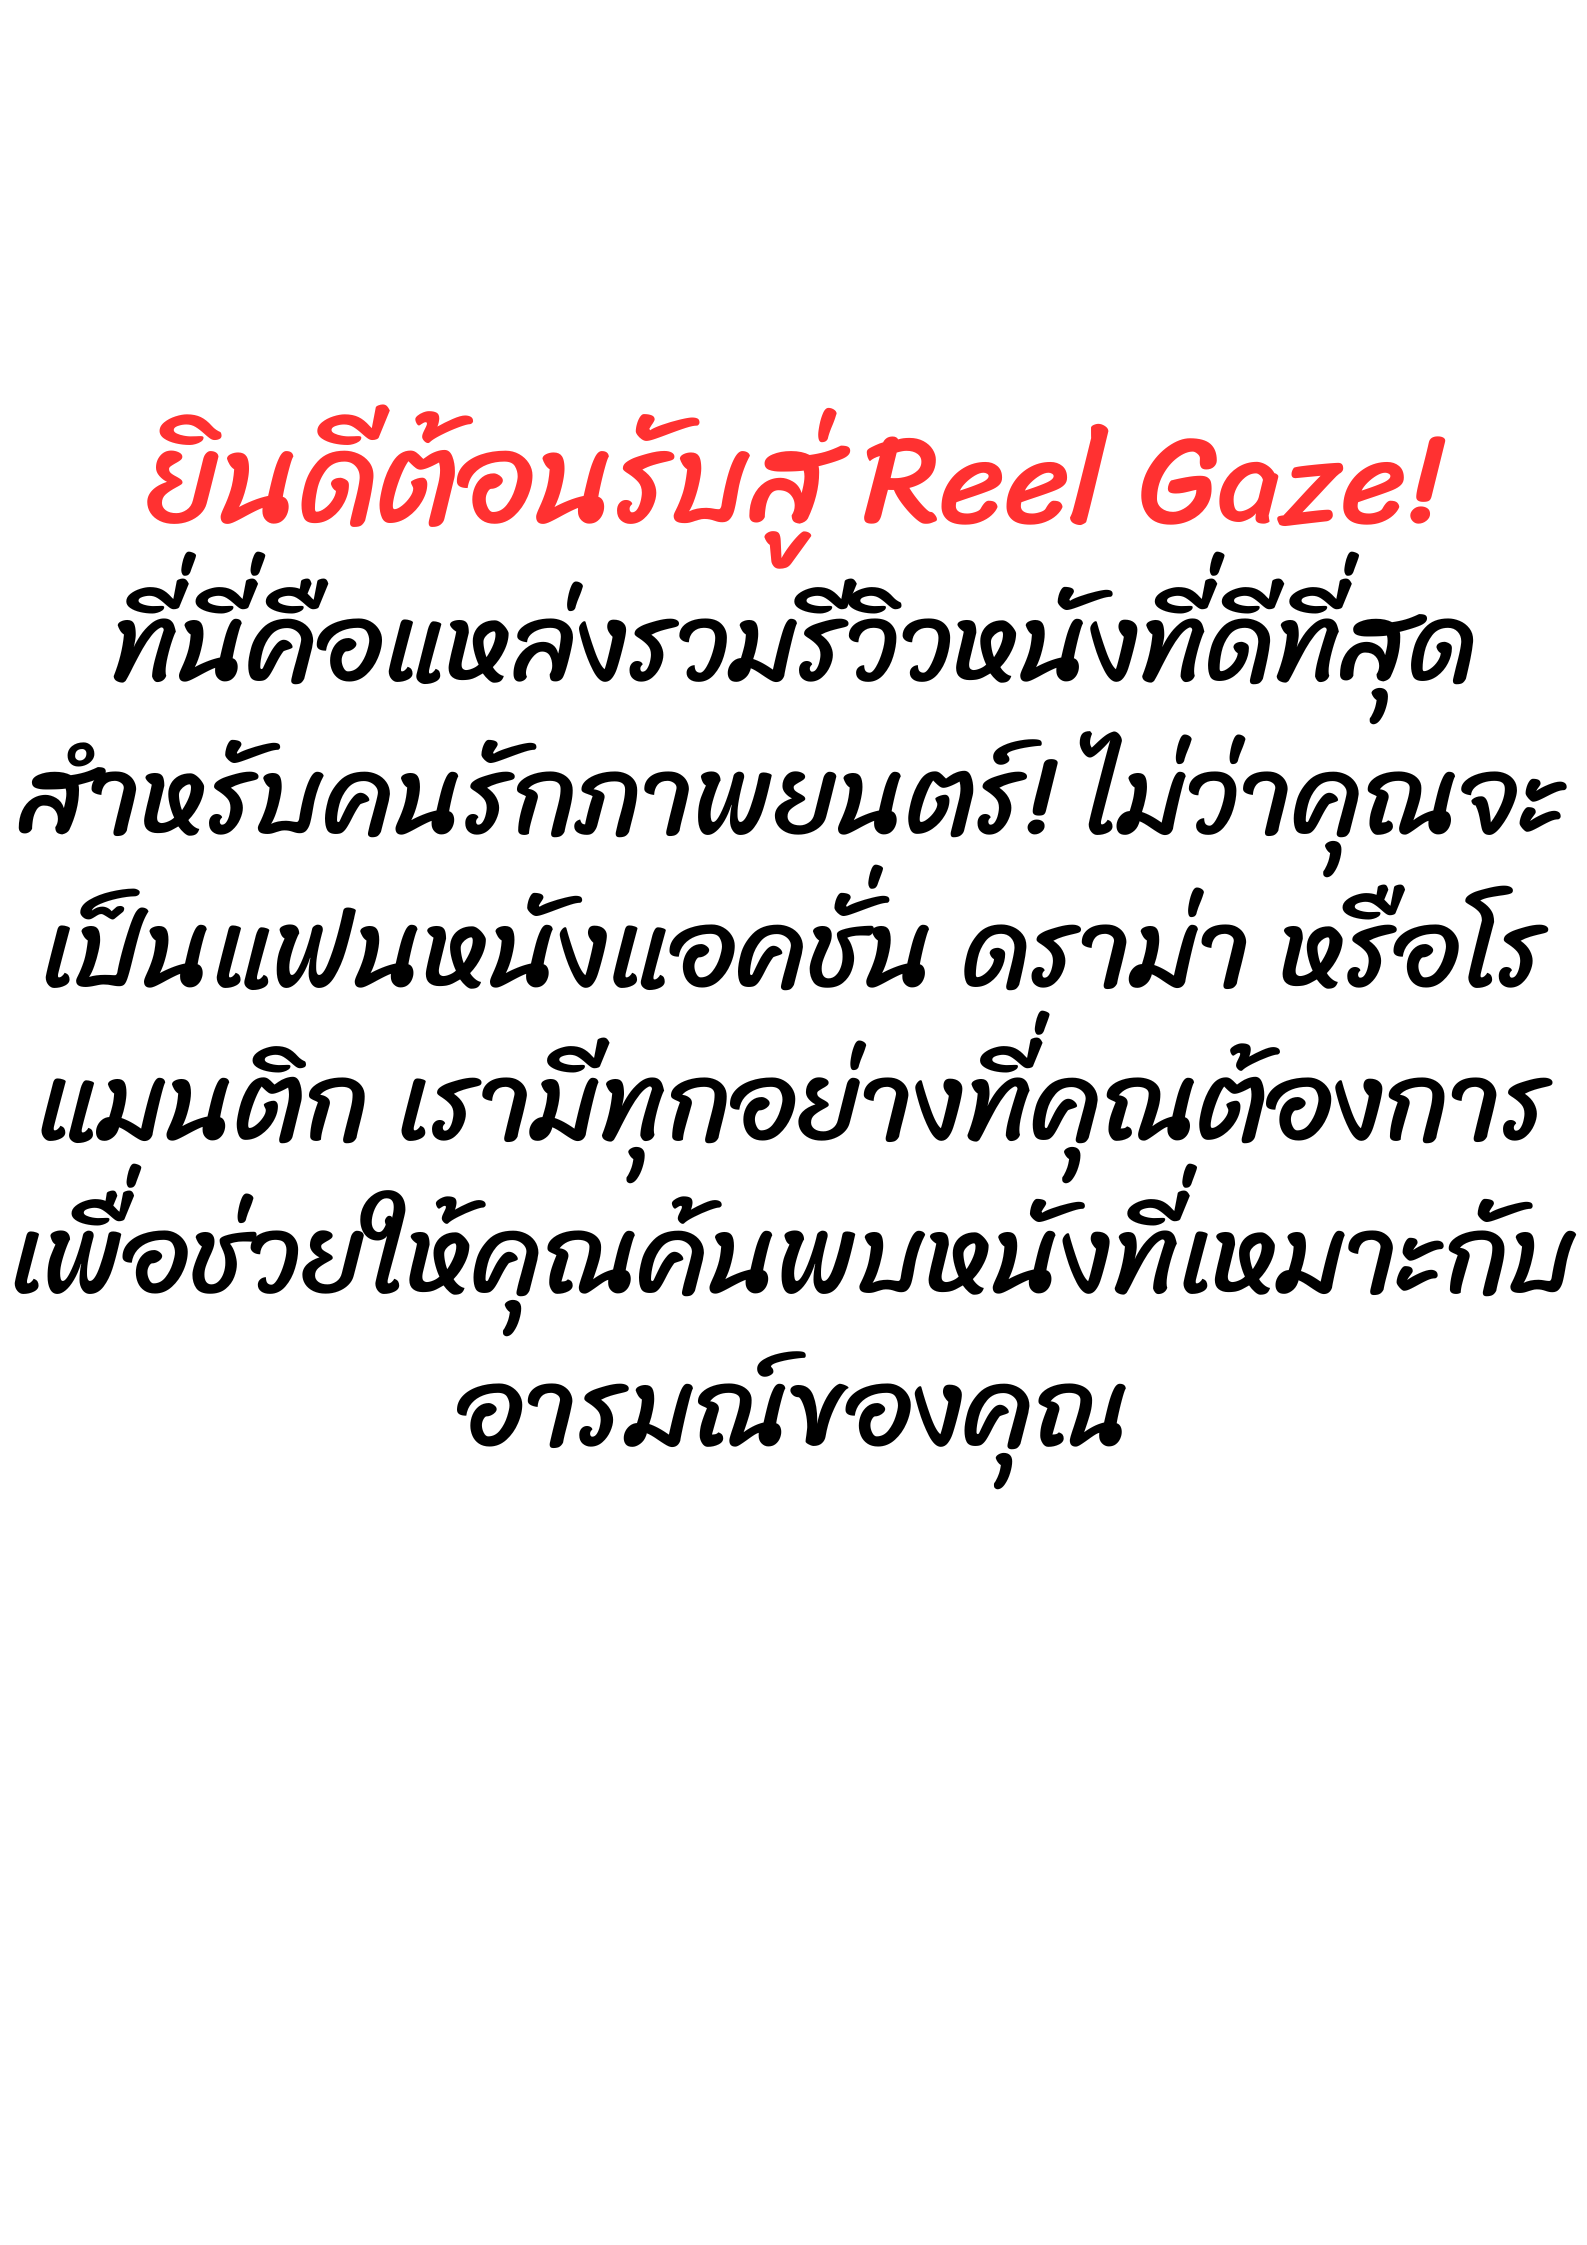 ยินดีต้อนรับสู่ Reel Gaze!
ที่นี่คือแหล่งรวมรีวิวหนังที่ดีที่สุด
สำหรับคนรักภาพยนตร์! ไม่ว่าคุณจะ
เป็นแฟนหนังแอคชั่น ดราม่า หรือโร
แมนติก เรามีทุกอย่างที่คุณต้องการ
เพื่อช่วยให้คุณค้นพบหนังที่เหมาะกับ
อารมณ์ของคุณ